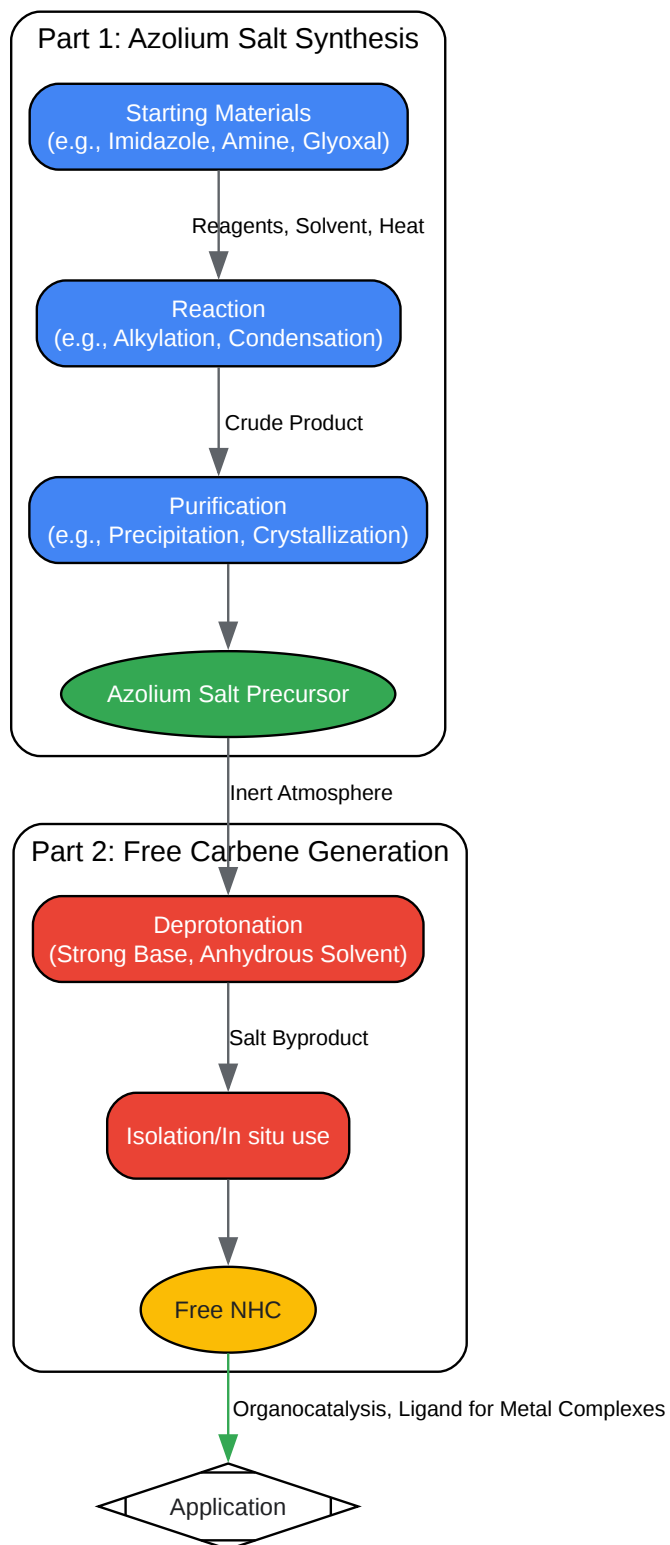 Part 1: Azolium Salt Synthesis
Starting Materials
(e.g., Imidazole, Amine, Glyoxal)
Reagents, Solvent, Heat
Reaction
(e.g., Alkylation, Condensation)
Crude Product
Purification
(e.g., Precipitation, Crystallization)
Azolium Salt Precursor
Inert Atmosphere
Part 2: Free Carbene Generation
Deprotonation
(Strong Base, Anhydrous Solvent)
Salt Byproduct
Isolation/In situ use
Free NHC
Organocatalysis, Ligand for Metal Complexes
Application